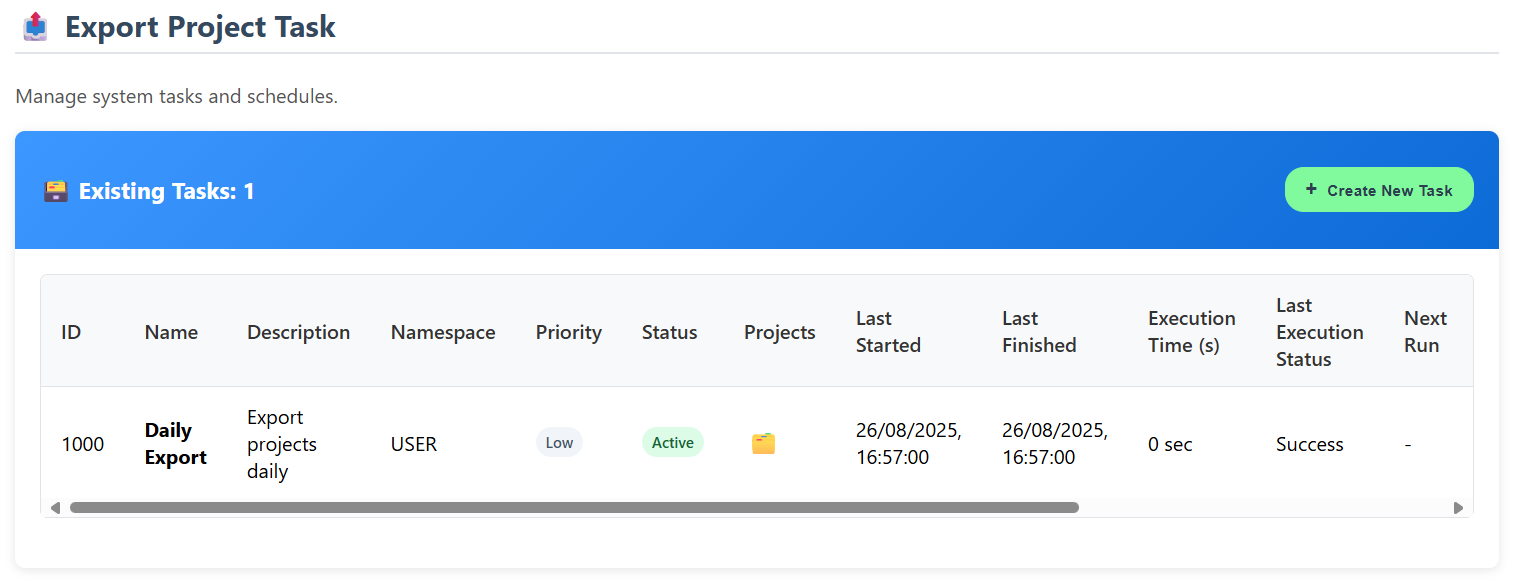 Export Project Task
Manage system tasks and schedules.
Existing Tasks: 1
+ Create New Task
ID Name Description Namespace Priority Status Projects Last Started Last Finished Execution Time (s) Last Execution Status Next Run
1000 Daily Export Export projects daily USER Low Active 26/08/2025, 16:57:00 26/08/2025, 16:57:00 0 sec Success -